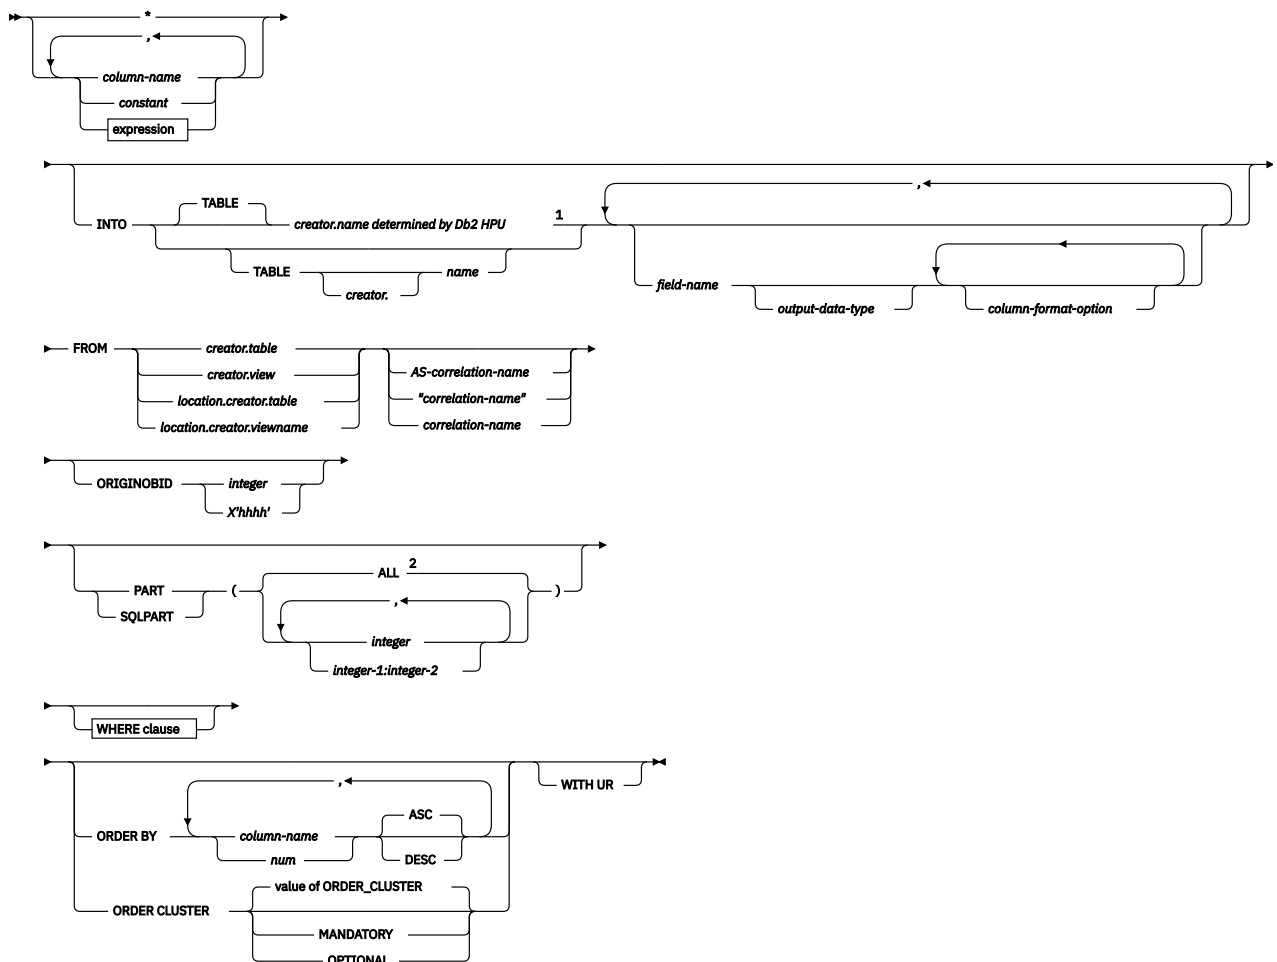 *
,
column-name
constant
expression
,
TABLE
INTO
creator.name determined by Db2 HPU
1
TABLE
name
creator.
field-name
output-data-type
column-format-option
FROM
creator.table
creator.view
AS-correlation-name
location.creator.table
"correlation-name"
location.creator.viewname
correlation-name
ORIGINOBID
integer
X'hhhh'
ALL
2
PART
(
)
,
SQLPART
integer
integer-1:integer-2
WHERE clause
,
WITH UR
ASC
ORDER BY
column-name
num
DESC
value of ORDER_CLUSTER
ORDER CLUSTER
MANDATORY
OPTIONAL